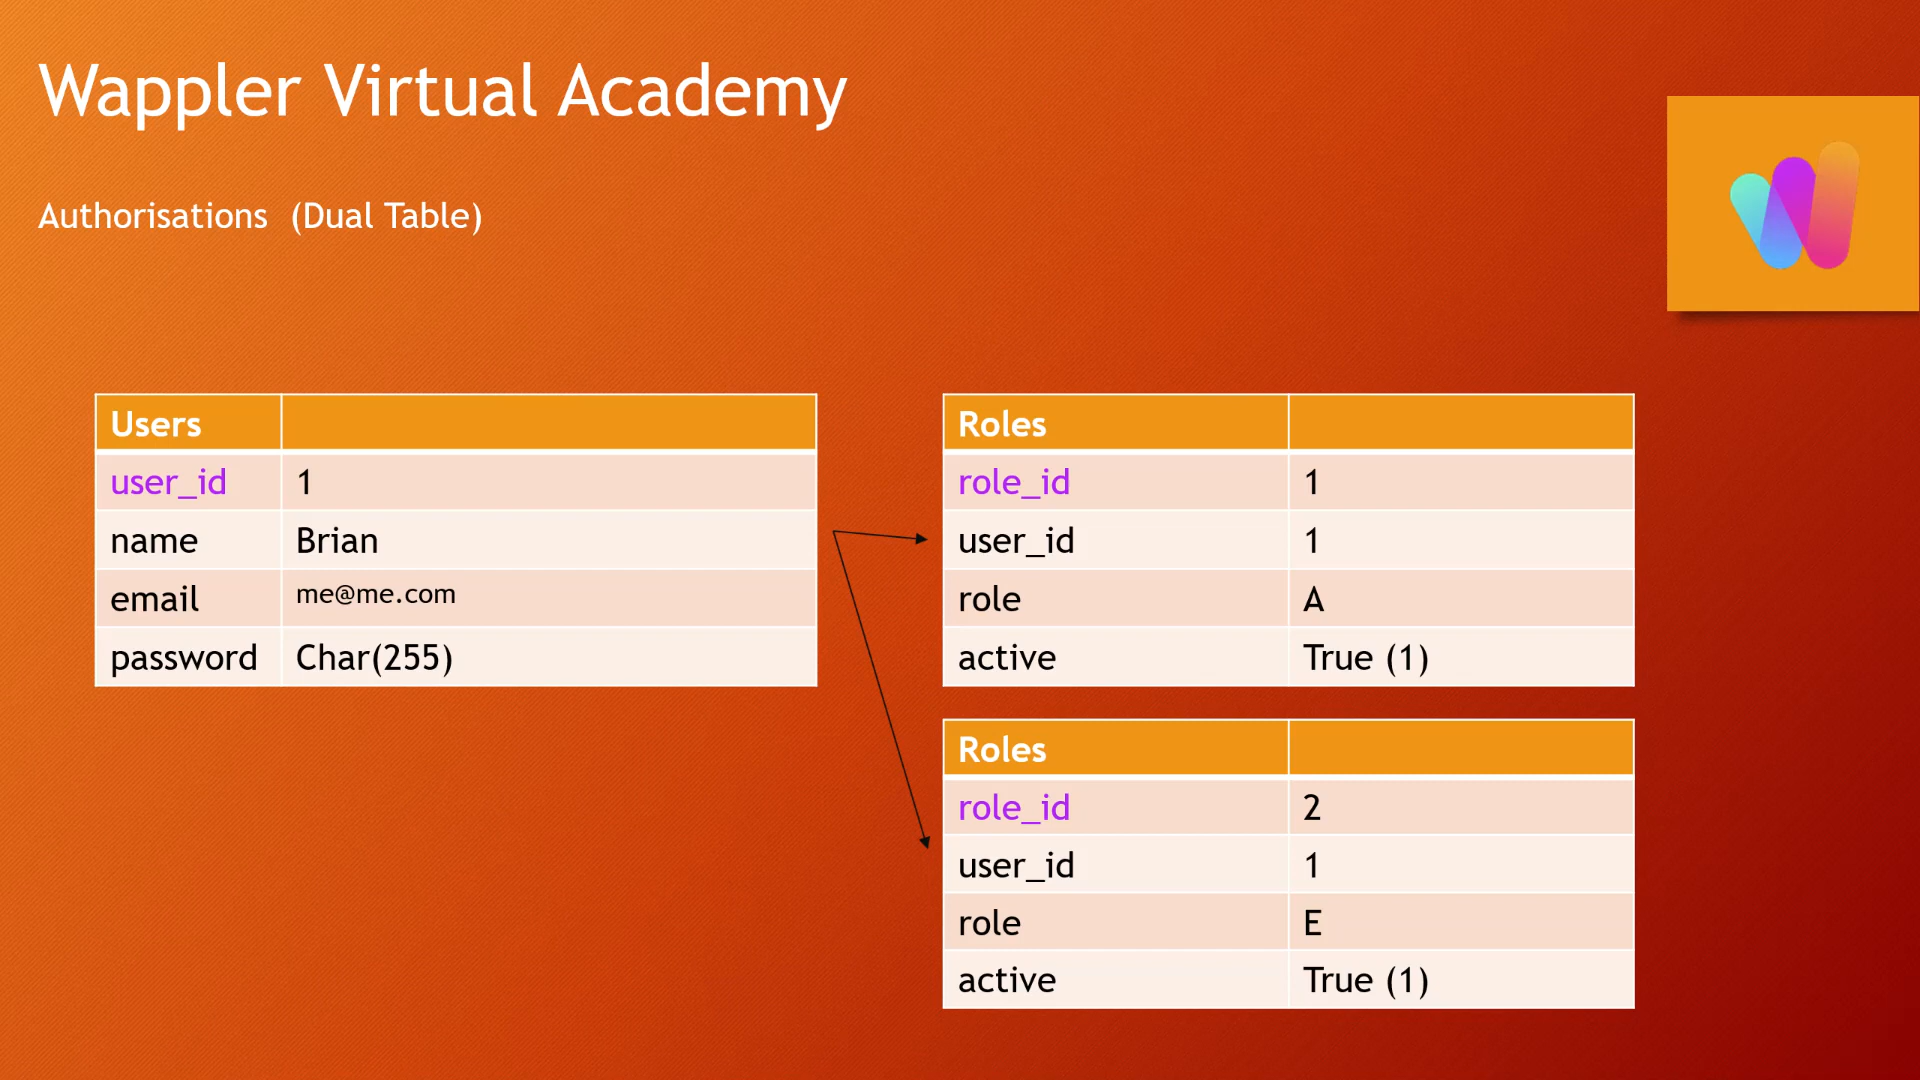 Wappler Virtual Academy
Authorisations (Dual Table)
Users
user_id 1
name Brian
email me@me.com
password Char(255)
Roles
role_id 1
user_id 1
role A
active True (1)
Roles
role_id 2
user_id 1
role E
active True (1)